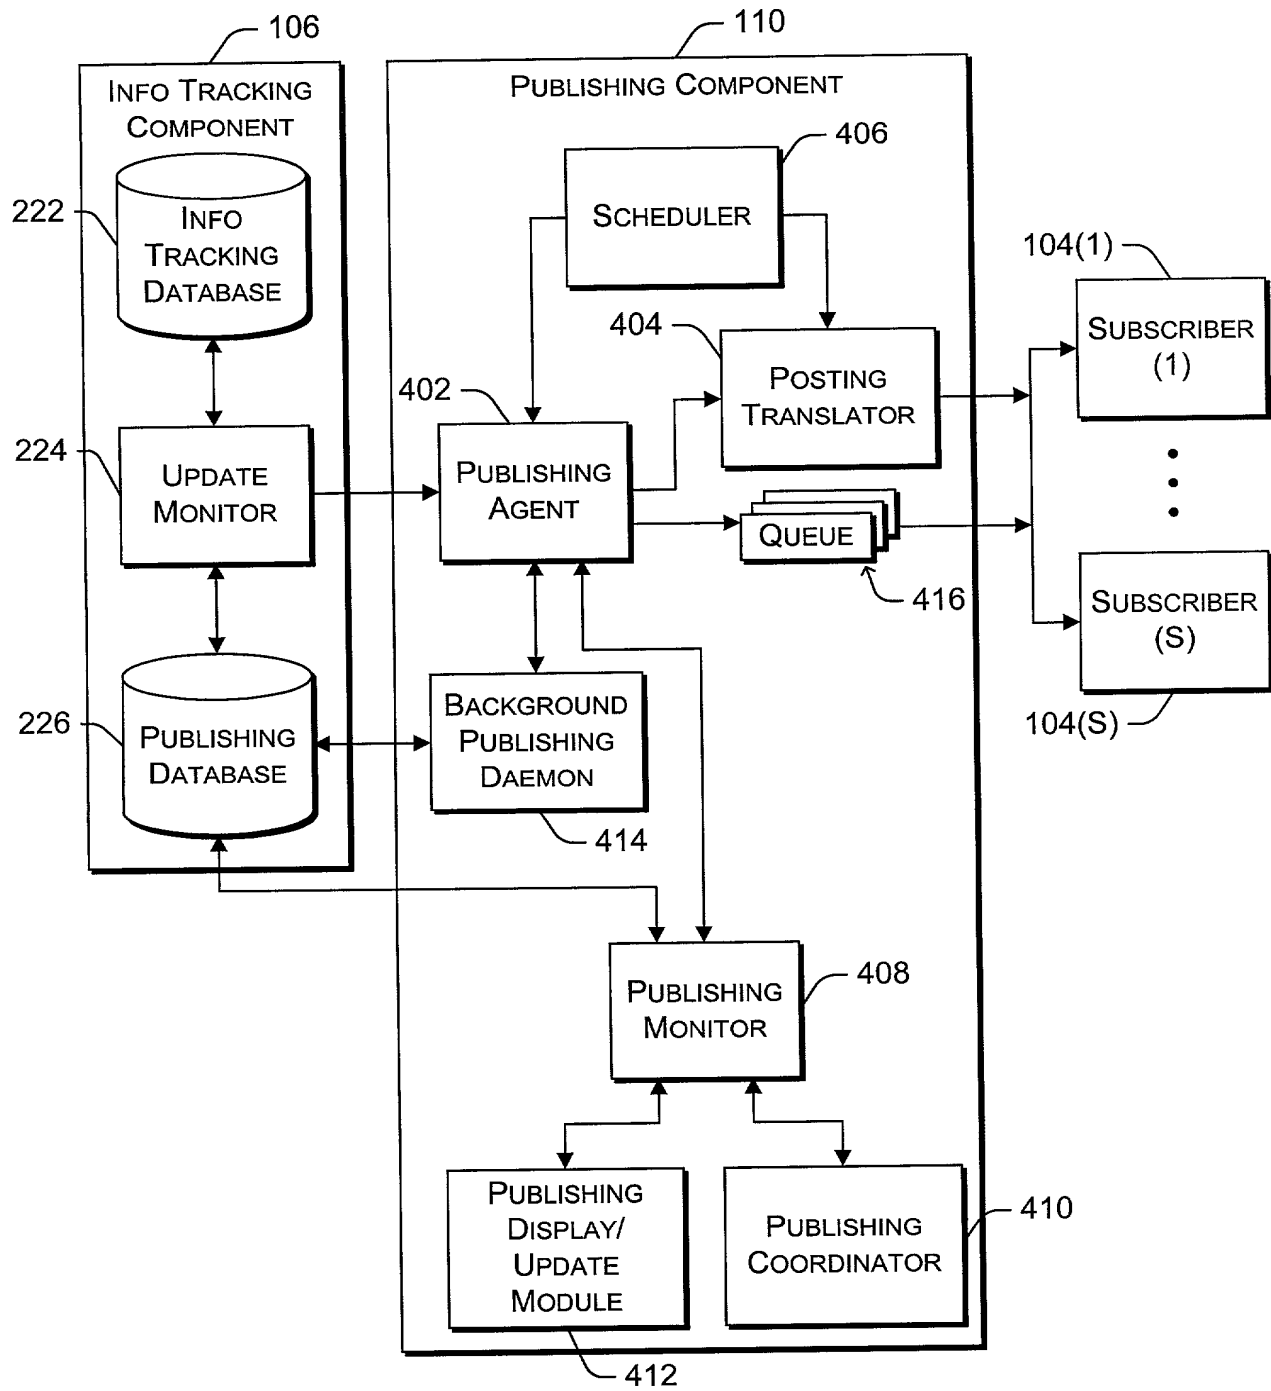 106
110
INFO TRACKING
COMPONENT
PUBLISHING COMPONENT
406
222
INFO
TRACKING
DATABASE
SCHEDULER
104(1)
404
SUBSCRIBER
(1)
402
POSTING
TRANSLATOR
224
UPDATE
MONITOR
PUBLISHING
AGENT
QUEUE
416
SUBSCRIBER
(S)
226
PUBLISHING
DATABASE
BACKGROUND
PUBLISHING
DAEMON
104(S)
414
408
PUBLISHING
MONITOR
PUBLISHING
DISPLAY/
UPDATE
MODULE
410
PUBLISHING
COORDINATOR
412